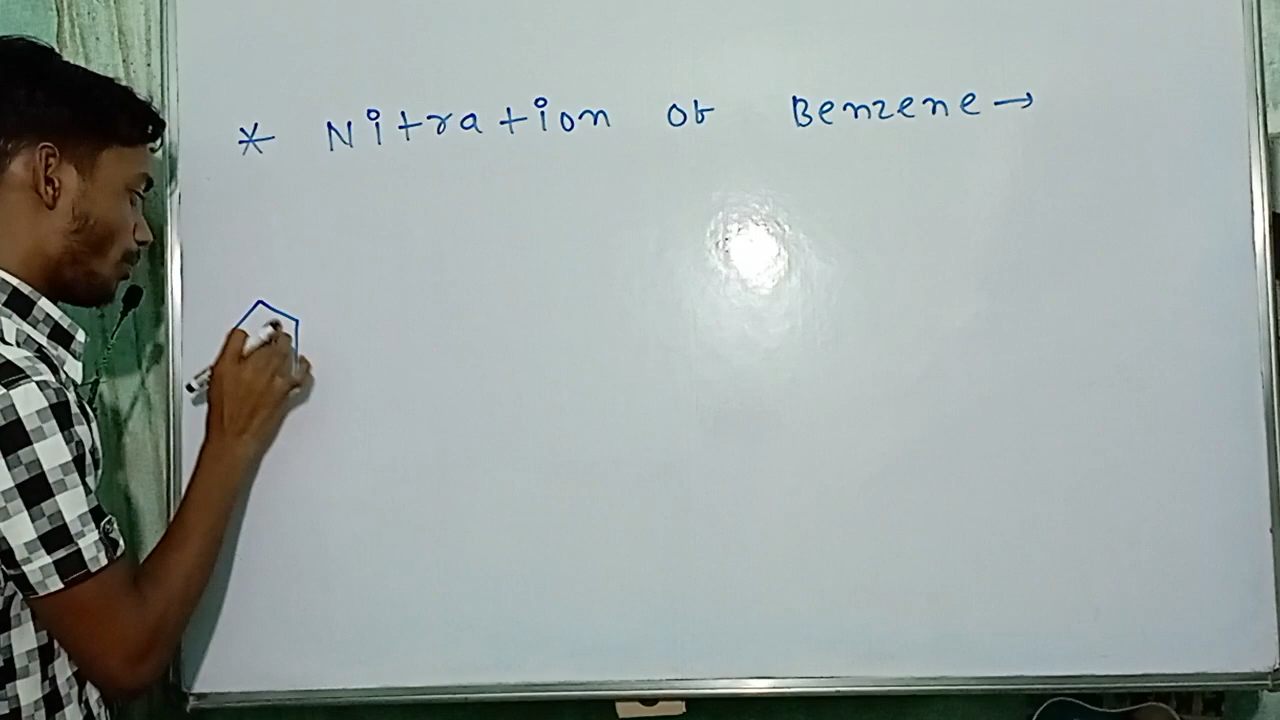 * Nitration of Benzene →